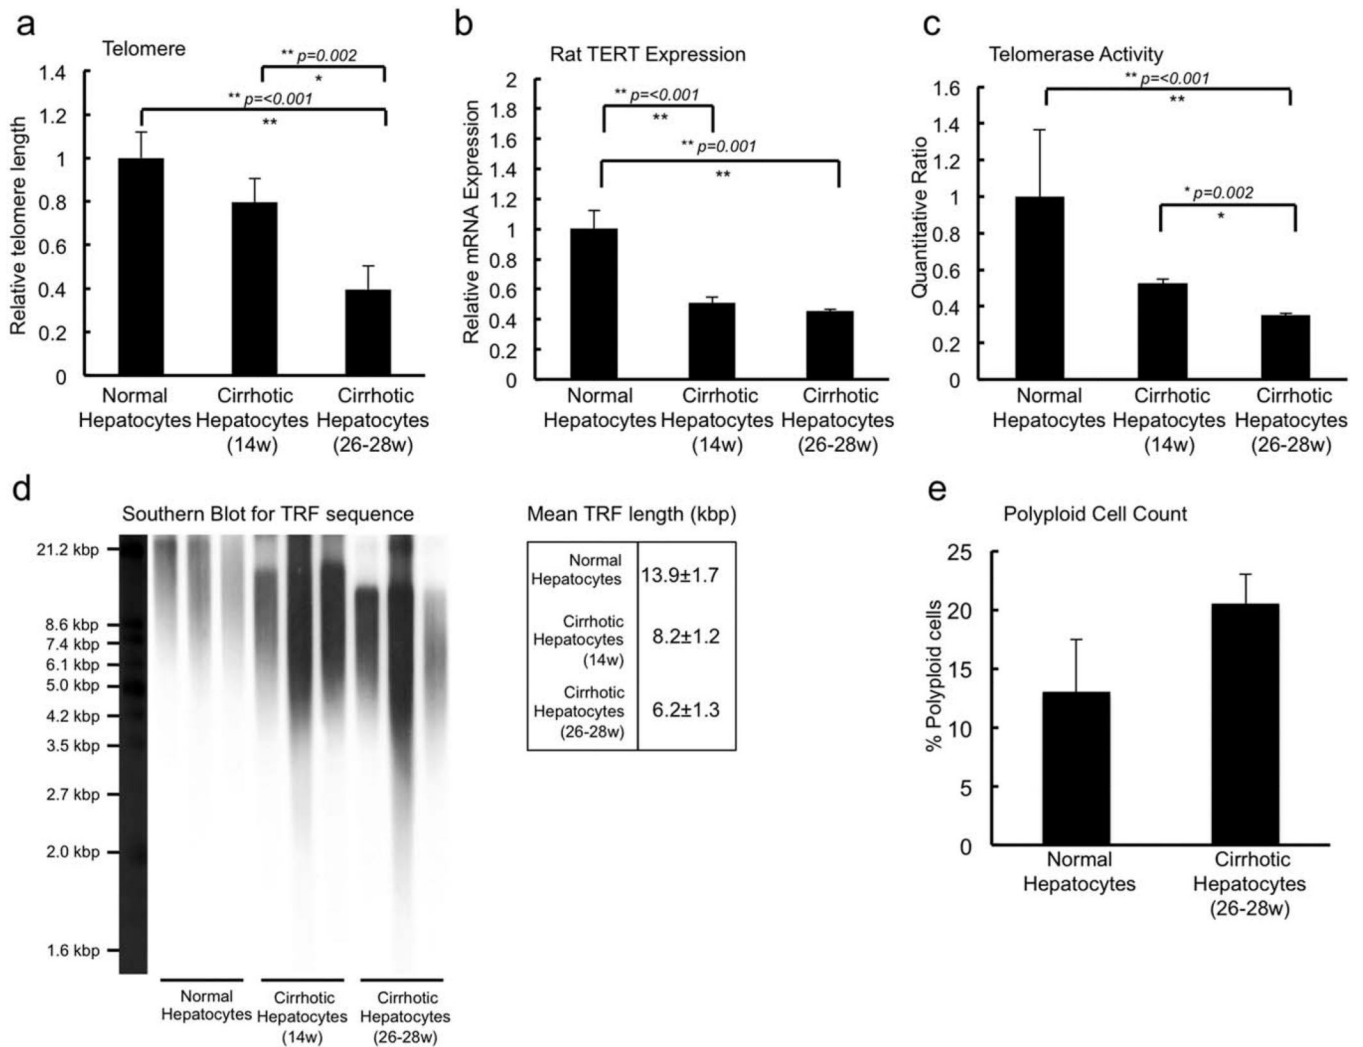 a
Telomere
** p=0.002
*
** p=<0.001
**
Relative telomere length
1.4
1.2
1
0.8
0.6
0.4
0.2
0
Normal
Hepatocytes
Cirrhotic
Hepatocytes
(14w)
Cirrhotic
Hepatocytes
(26-28w)
b
Rat TERT Expression
** p=<0.001
**
** p=0.001
**
Relative mRNA Expression
2
1.8
1.6
1.4
1.2
1
0.8
0.6
0.4
0.2
0
Normal
Hepatocytes
Cirrhotic
Hepatocytes
(14w)
Cirrhotic
Hepatocytes
(26-28w)
c
Telomerase Activity
** p=<0.001
**
* p=0.002
*
Quantitative Ratio
1.6
1.4
1.2
1
0.8
0.6
0.4
0.2
0
Normal
Hepatocytes
Cirrhotic
Hepatocytes
(14w)
Cirrhotic
Hepatocytes
(26-28w)
d
Southern Blot for TRF sequence
21.2 kbp
8.6 kbp
7.4 kbp
6.1 kbp
5.0 kbp
4.2 kbp
3.5 kbp
2.7 kbp
2.0 kbp
1.6 kbp
Normal
Hepatocytes
Cirrhotic
Hepatocytes
(14w)
Cirrhotic
Hepatocytes
(26-28w)
Mean TRF length (kbp)
Normal
Hepatocytes
13.9±1.7
Cirrhotic
Hepatocytes
(14w)
8.2±1.2
Cirrhotic
Hepatocytes
(26-28w)
6.2±1.3
e
Polyploid Cell Count
% Polyploid cells
25
20
15
10
5
0
Normal
Hepatocytes
Cirrhotic
Hepatocytes
(26-28w)